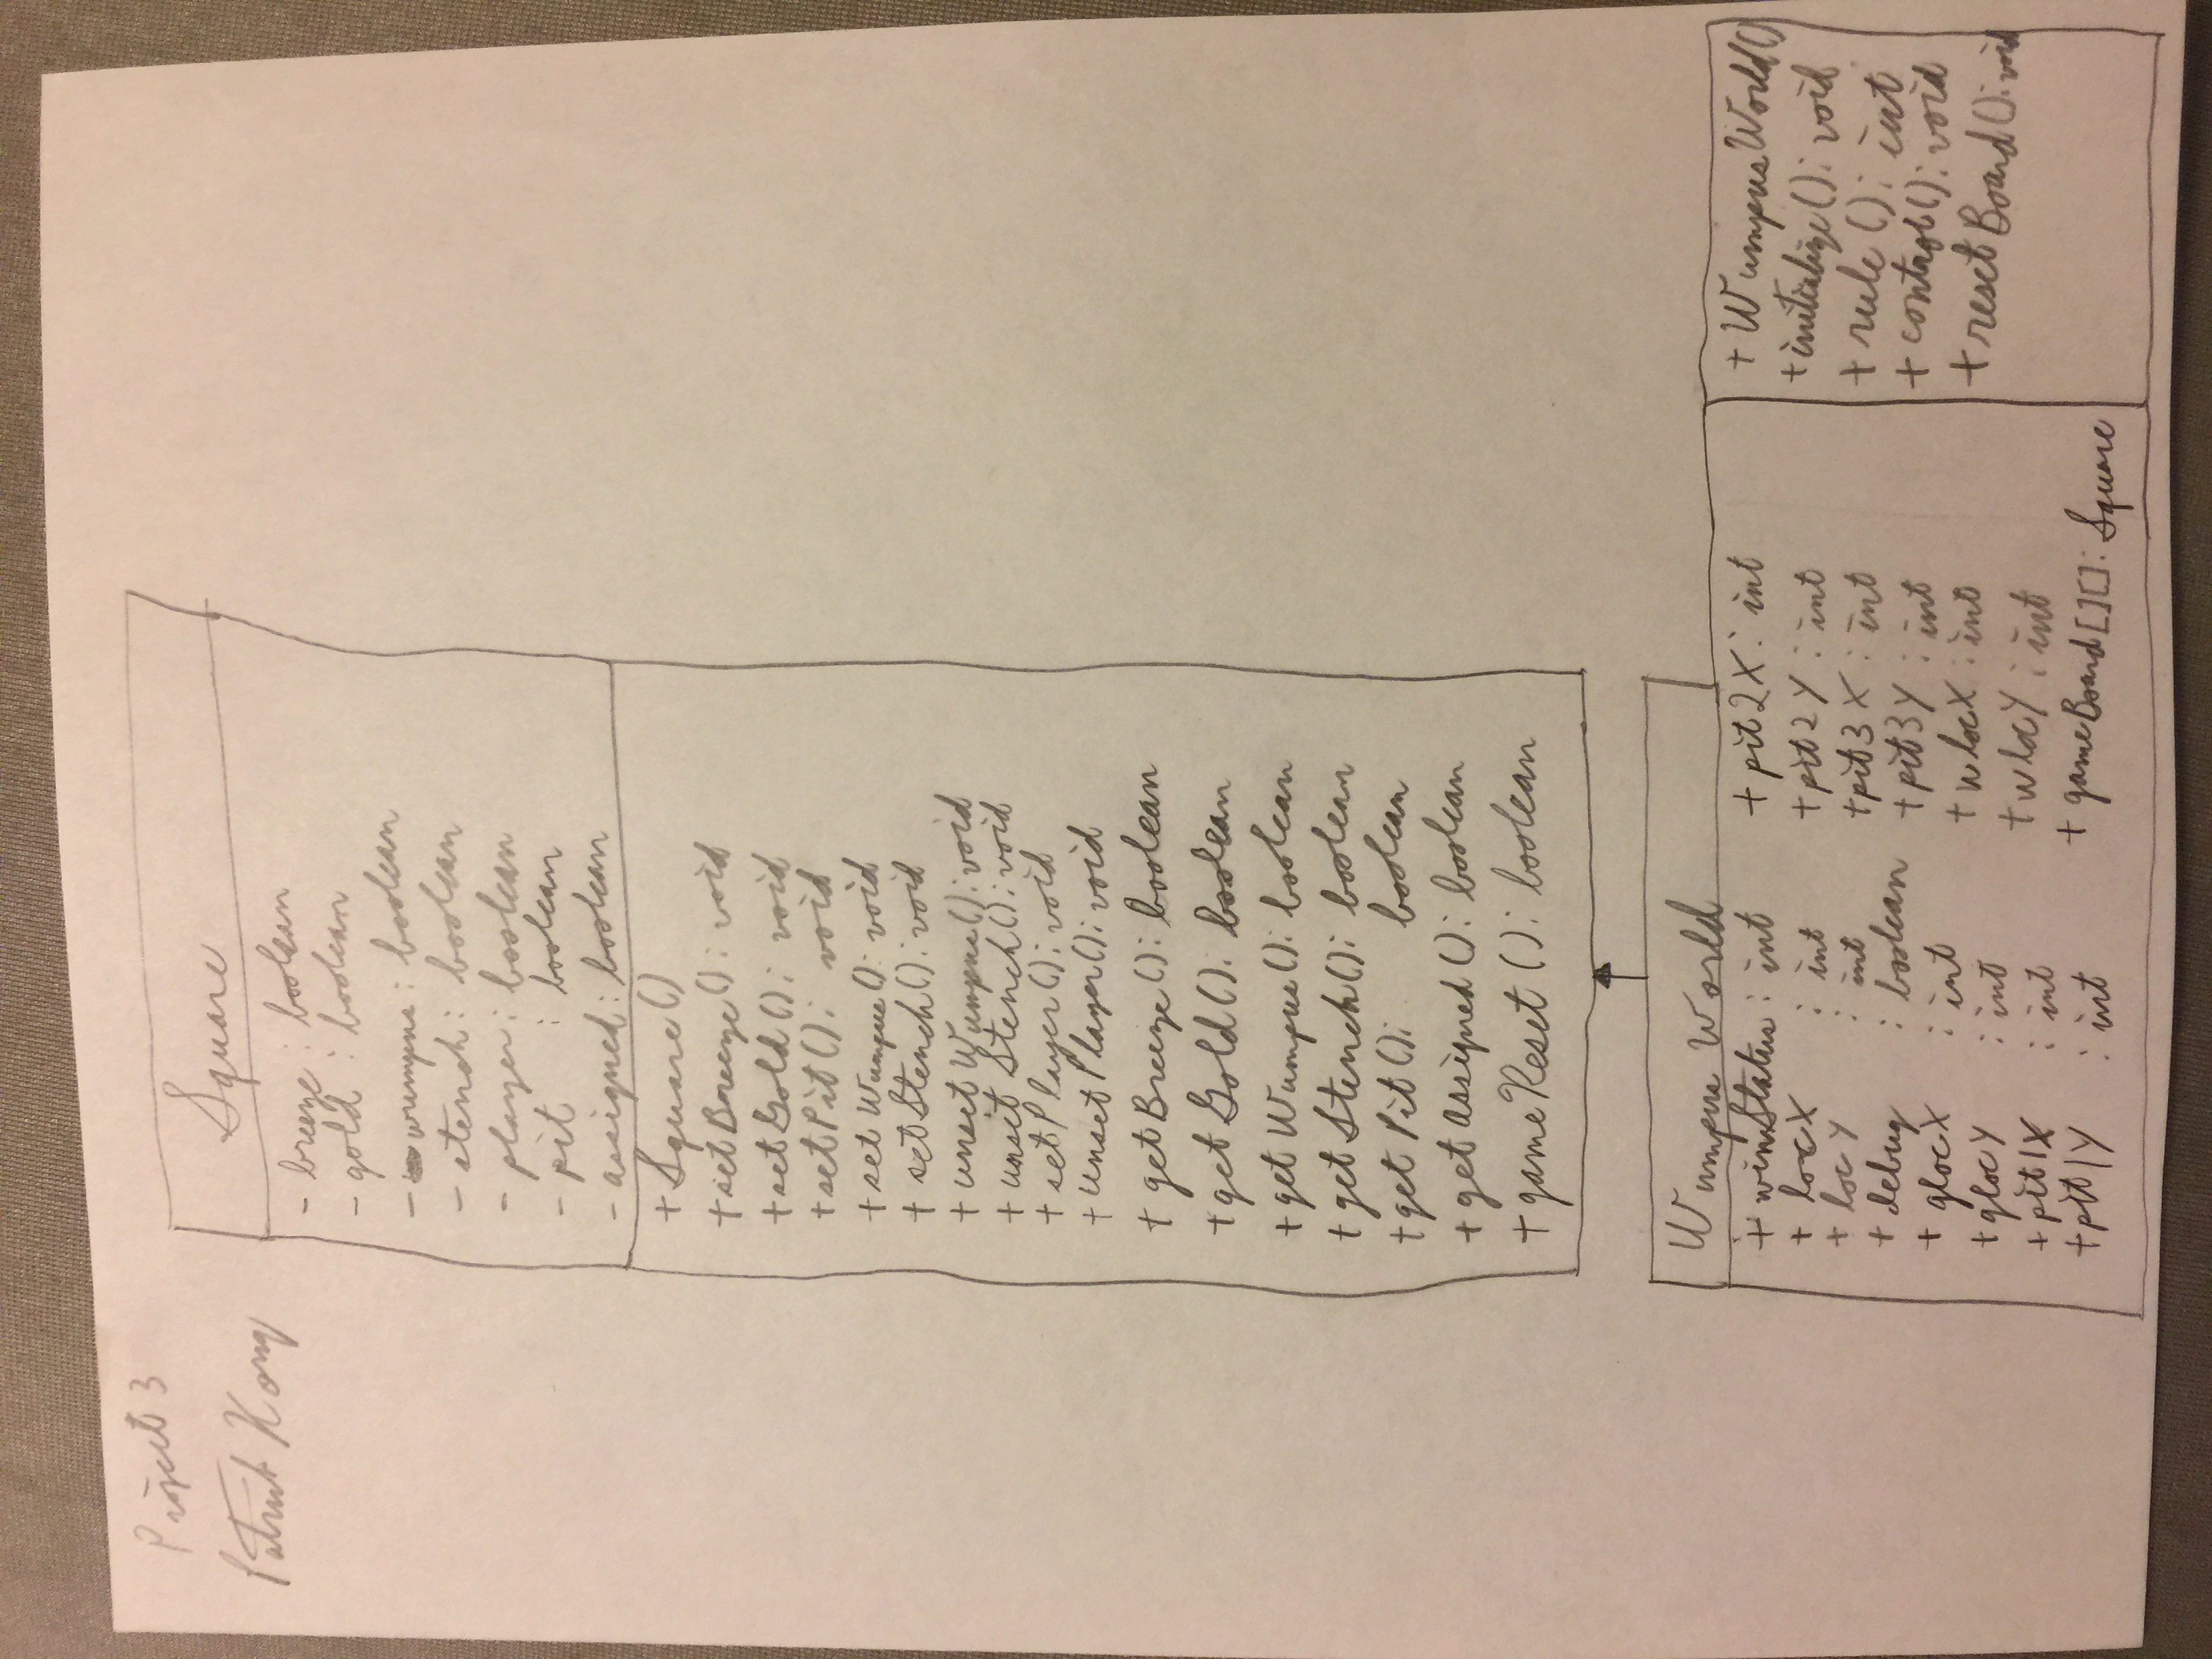 Project 3
Patrick Kong
Square
- breeze : boolean
- gold : boolean
- wumpus : boolean
- stench : boolean
- player : boolean
- pit : boolean
- assigned : boolean
+ Square()
+ setBreeze() : void
+ setGold() : void
+ setPit() : void
+ setWumpus() : void
+ setStench() : void
+ unsetWumpus() : void
+ unsetStench() : void
+ setPlayer() : void
+ unsetPlayer() : void
+ getBreeze() : boolean
+ getGold() : boolean
+ getWumpus() : boolean
+ getStench() : boolean
+ getPit() : boolean
+ getAssigned() : boolean
+ gameReset() : boolean
Wumpus World
+ winStatus : int
+ locX : int
+ locY : int
+ debug : boolean
+ glocX : int
+ glocY : int
+ pit1X : int
+ pit1Y : int
+ pit2X : int
+ pit2Y : int
+ pit3X : int
+ pit3Y : int
+ wlocX : int
+ wlocY : int
+ gameBoard[][] : Square
+ WumpusWorld()
+ initialize() : void
+ rule() : int
+ control() : void
+ resetBoard() : void